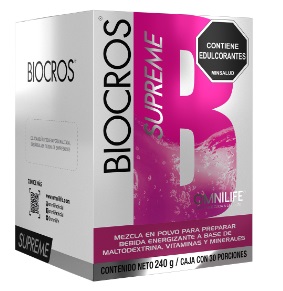 BIOCROS
BIOCROS
SUPREME
B
CONTIENE
EDULCORANTES
MINSALUD
OMNILIFE
MEZCLA EN POLVO PARA PREPARAR
BEBIDA ENERGIZANTE A BASE DE
MALTODEXTRINA, VITAMINAS Y MINERALES
CONTENIDO NETO 240 g / CAJA CON 30 PORCIONES
SUPREME